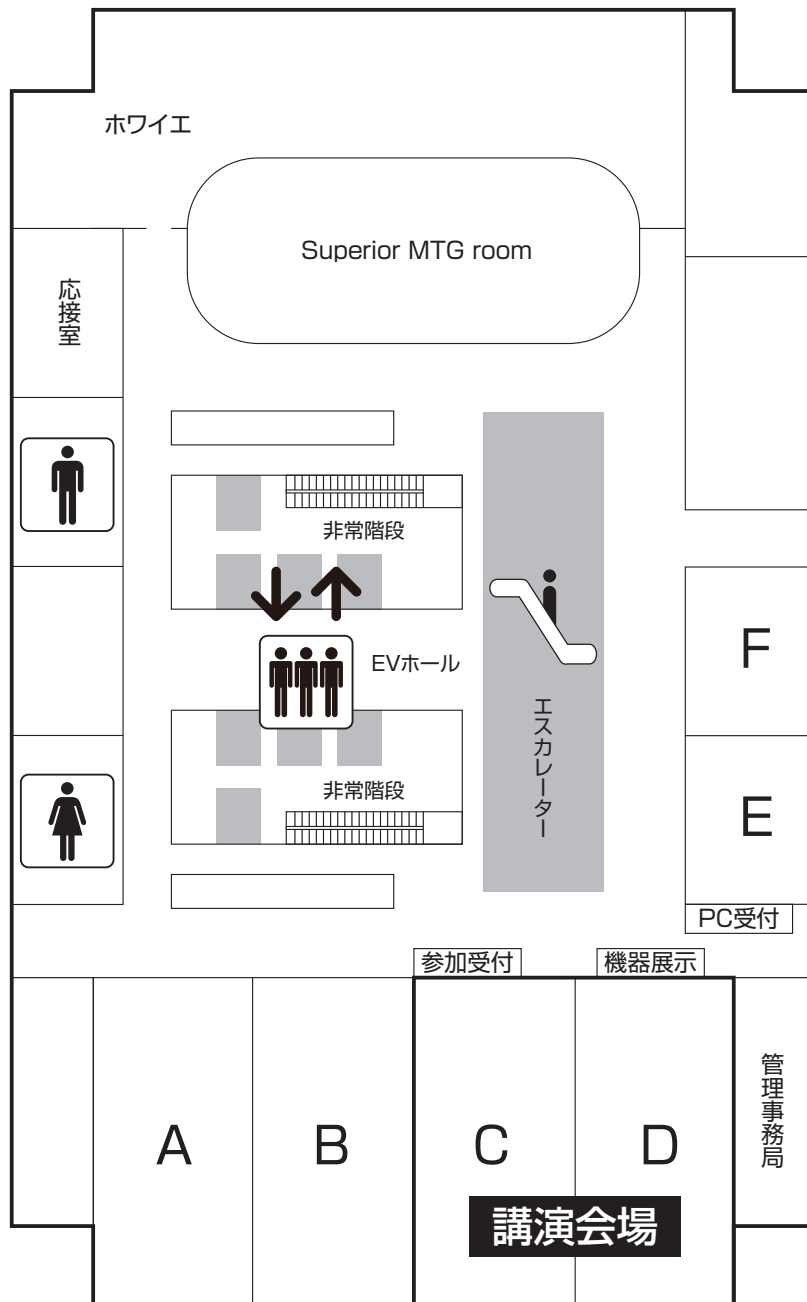 ホワイエ
Superior MTG room
応接室
非常階段
EVホール
エスカレーター
非常階段
F
E
PC受付
参加受付
機器展示
A
B
C
D
管理事務局
講演会場